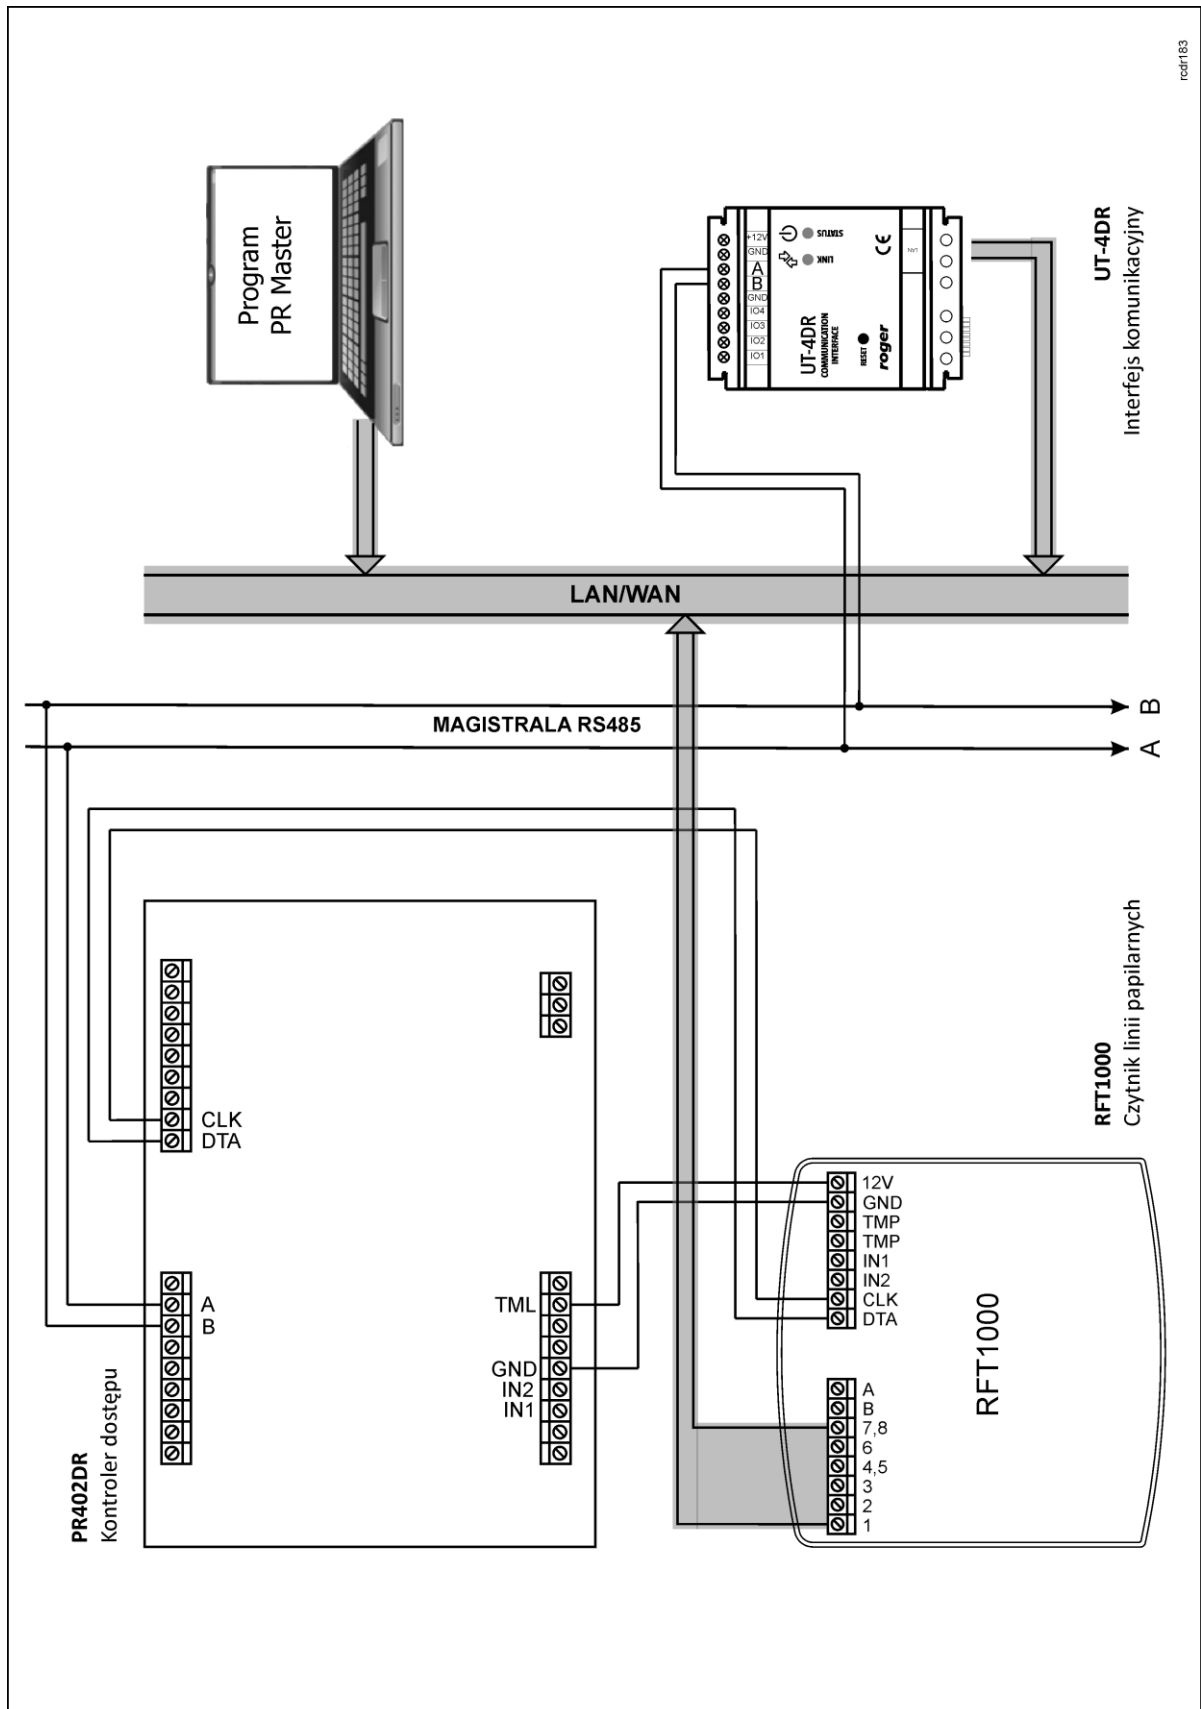 rcdr183
Program
PR Master
+12V
GND
A
B
GND
IO4
IO3
IO2
IO1
STATUS
LINK
UT-4DR
COMMUNICATION
INTERFACE
RESET
roger
CE
LAN
UT-4DR
Interfejs komunikacyjny
LAN/WAN
MAGISTRALA RS485
B
A
CLK
DTA
A
B
TML
GND
IN2
IN1
PR402DR
Kontroler dostępu
RFT1000
Czytnik linii papilarnych
12V
GND
TMP
TMP
IN1
IN2
CLK
DTA
A
B
7,8
6
4,5
3
2
1
RFT1000